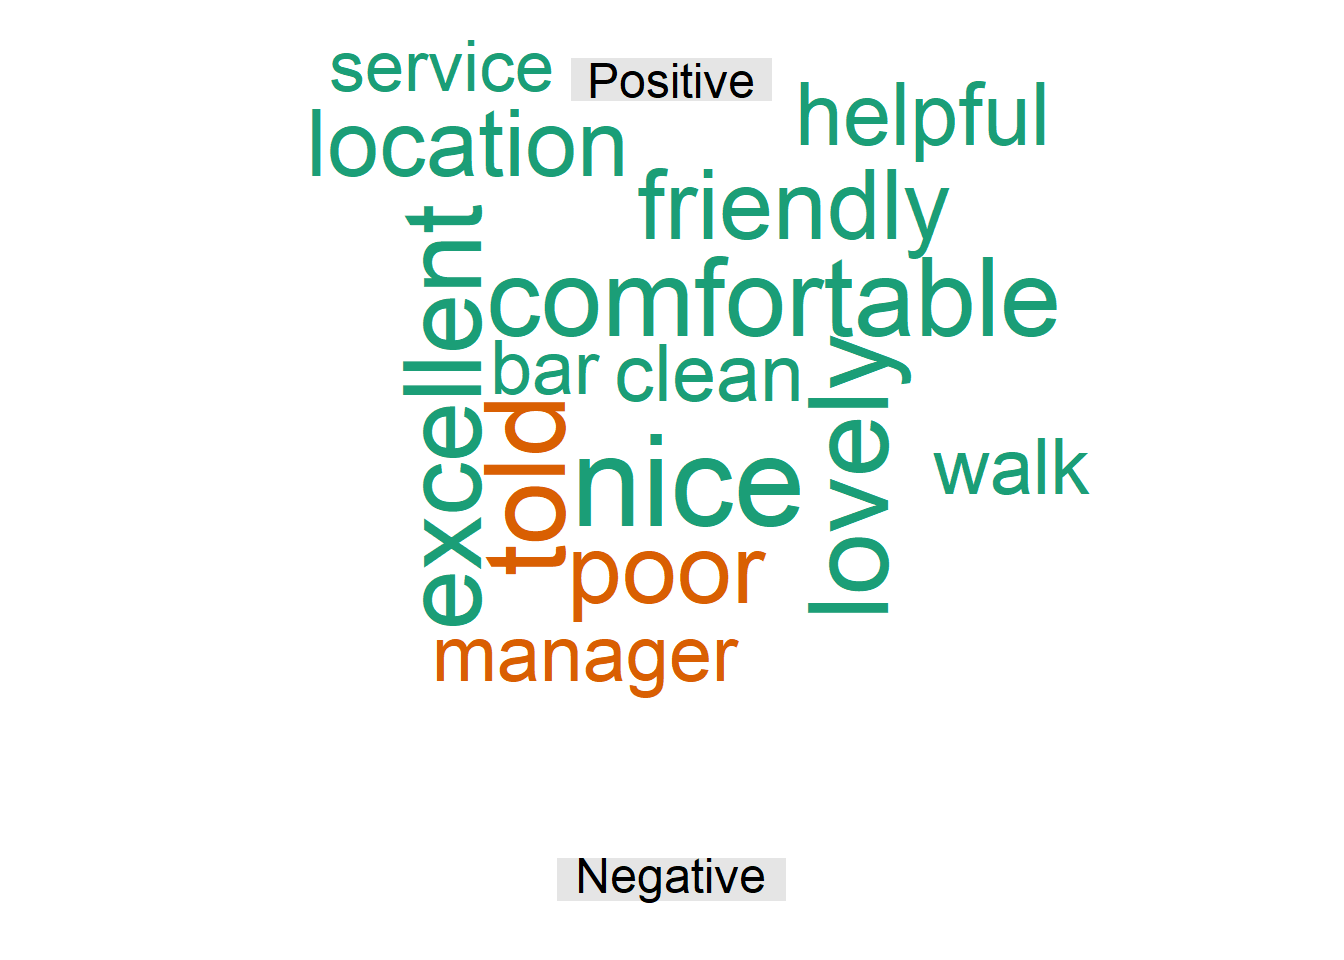 service
Positive
helpful
location
friendly
excellent
comfortable
bar
clean
lovely
told
nice
walk
poor
manager
Negative